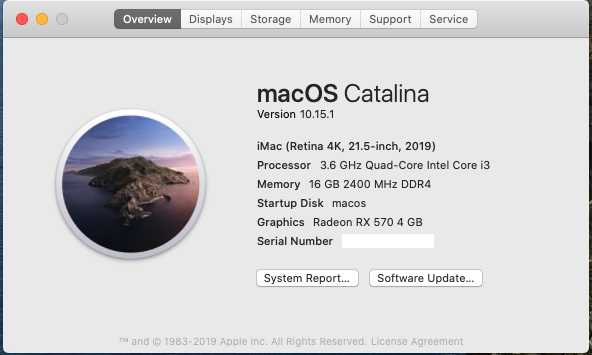 Overview Displays Storage Memory Support Service
macOS Catalina
Version 10.15.1
iMac (Retina 4K, 21.5-inch, 2019)
Processor 3.6 GHz Quad-Core Intel Core i3
Memory 16 GB 2400 MHz DDR4
Startup Disk macos
Graphics Radeon RX 570 4 GB
Serial Number
System Report... Software Update...
™ and © 1983-2019 Apple Inc. All Rights Reserved. License Agreement